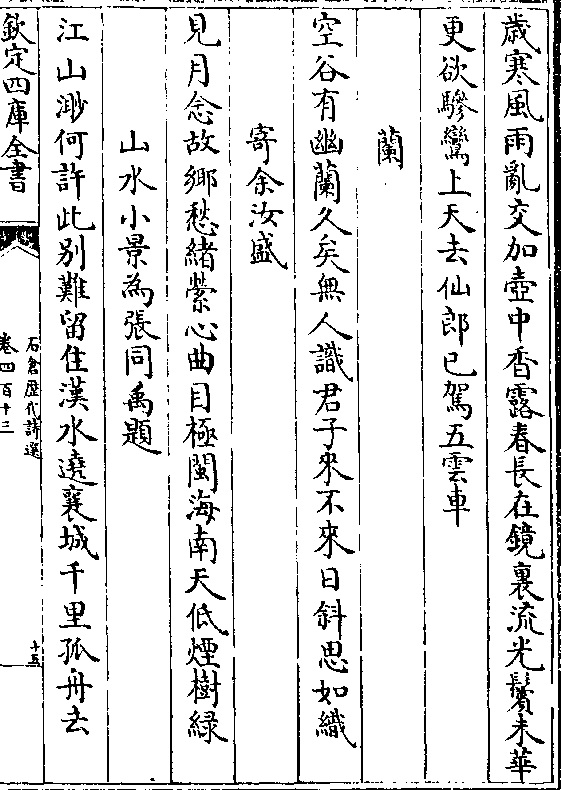 歲寒風雨亂交加壺中香露春長在鏡裏流光鬢未華
更欲驂鸞上天去仙郎已駕五雲車
蘭
空谷有幽蘭久矣無人識君子來不來日斜思如織
寄余汝盛
見月念故鄉愁緒縈心曲目極閩海南天低煙樹綠
山水小景為張同禹題
江山渺何許此别難留住漢水遶襄城千里孤舟去
欽定四庫全書
石倉歷代詩選
卷四百十三
十五